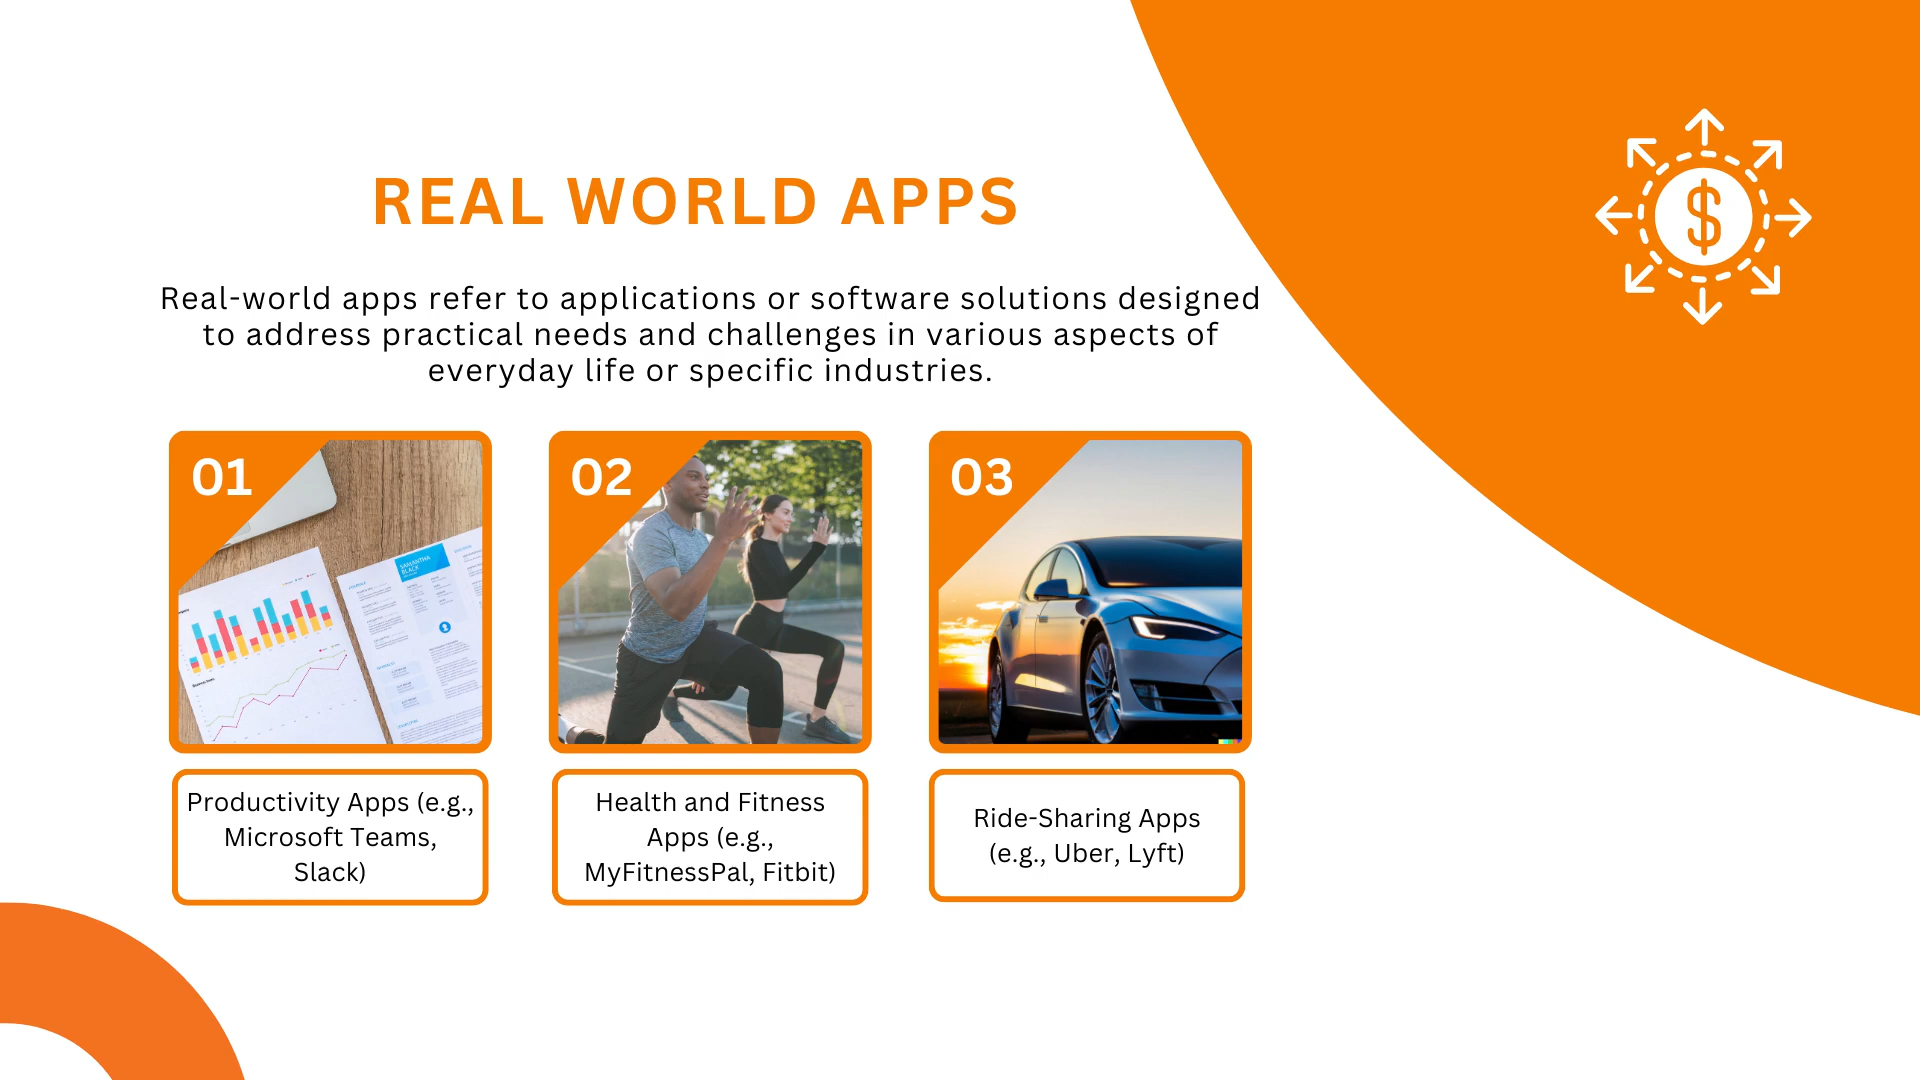 REAL WORLD APPS
Real-world apps refer to applications or software solutions designed
to address practical needs and challenges in various aspects of
everyday life or specific industries.
01
02
03
$
SAMANTHA
BLACK
Productivity Apps (e.g.,
Microsoft Teams,
Slack)
Health and Fitness
Apps (e.g.,
MyFitnessPal, Fitbit)
Ride-Sharing Apps
(e.g., Uber, Lyft)